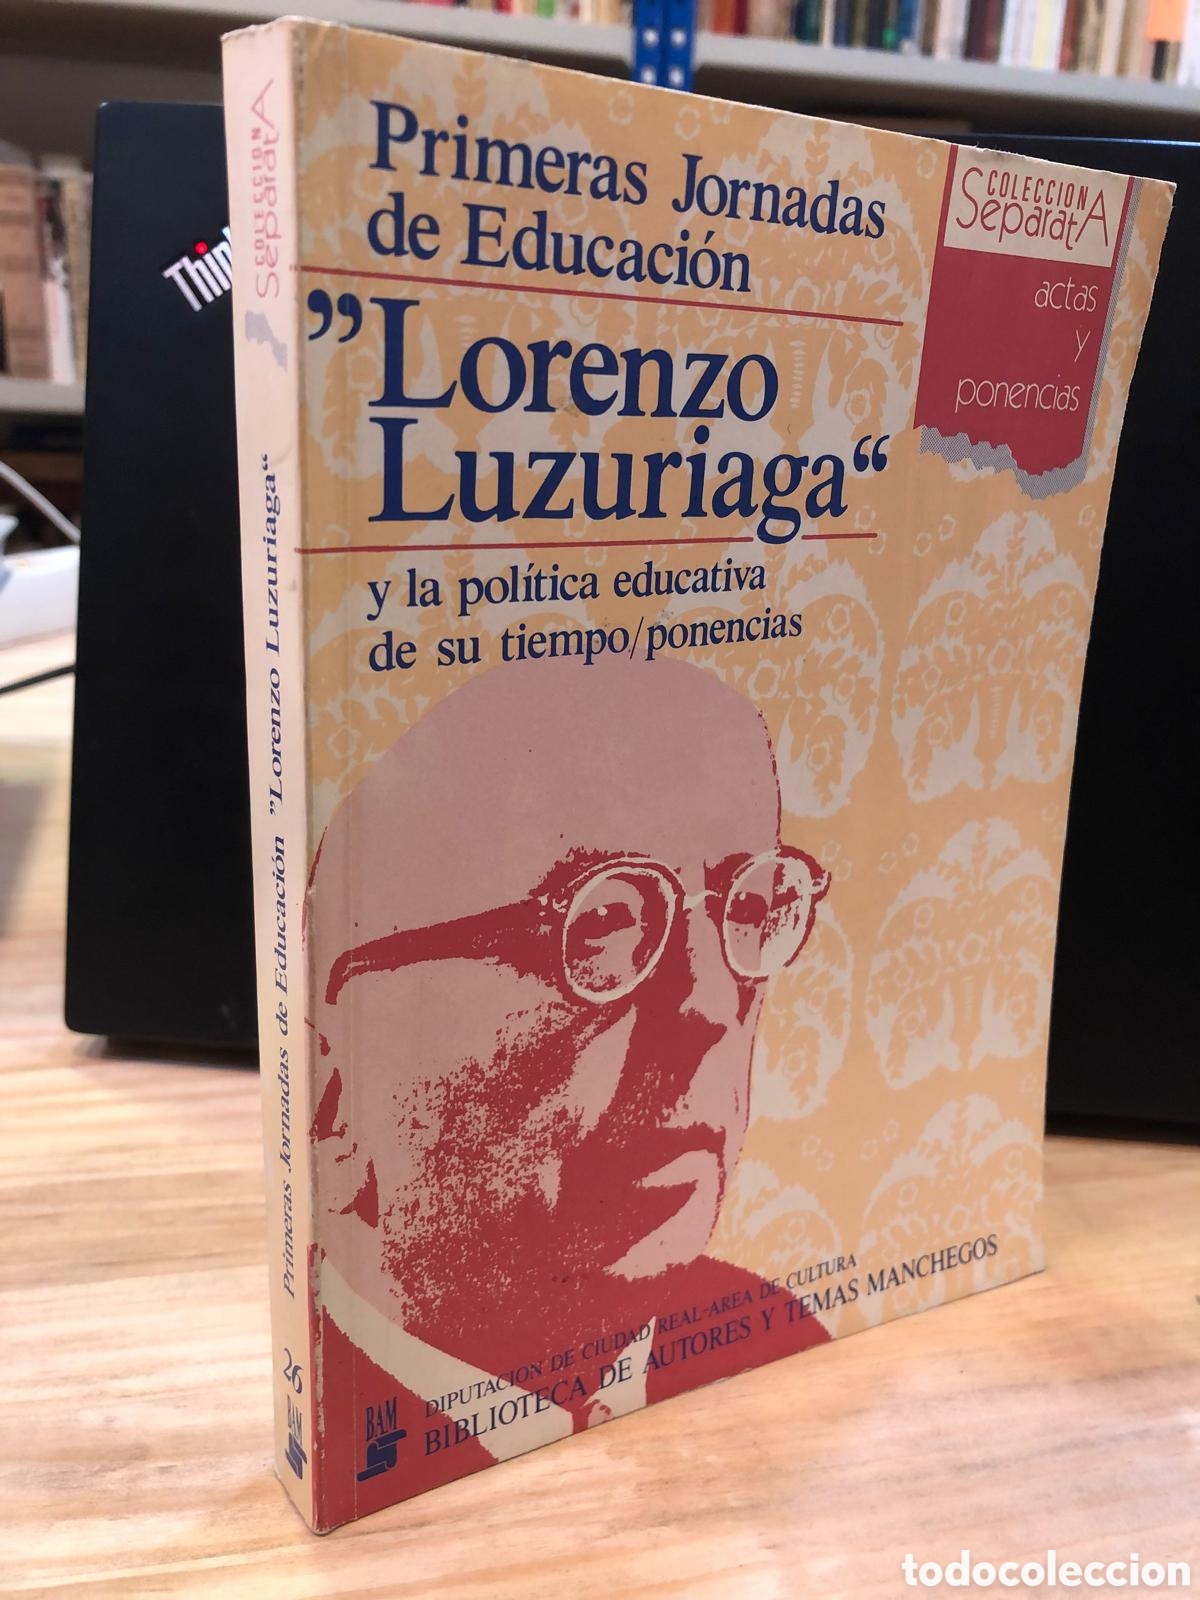 Primeras Jornadas
de Educación
"Lorenzo
Luzuriaga"
y la política educativa
de su tiempo/ponencias
COLECCION
SeparatA
actas
y
ponencias
DIPUTACION DE CIUDAD REAL-AREA DE CULTURA
BIBLIOTECA DE AUTORES Y TEMAS MANCHEGOS
BAM
COLECCION
SeparatA
Primeras Jornadas de Educación "Lorenzo Luzuriaga"
26
BAM
Thin
todocoleccion